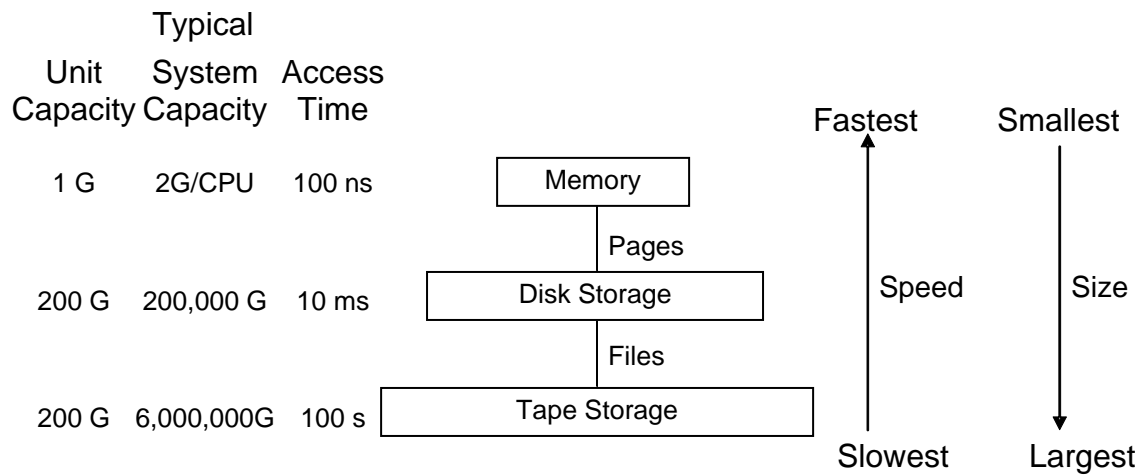 Typical
Unit System Access
Capacity Capacity Time
Fastest Smallest
1 G 2G/CPU 100 ns Memory
Pages
200 G 200,000 G 10 ms Disk Storage Speed Size
Files
200 G 6,000,000G 100 s Tape Storage
Slowest Largest